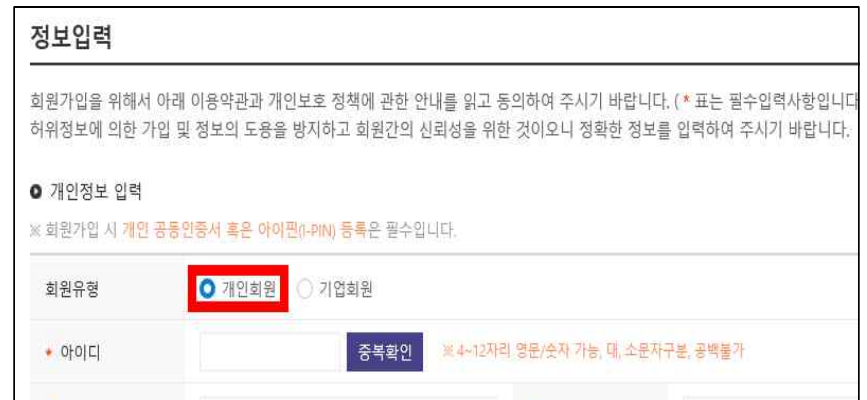 정보입력
회원가입을 위해서 아래 이용약관과 개인보호 정책에 관한 안내를 읽고 동의하여 주시기 바랍니다. ( * 표는 필수입력사항입니다
허위정보에 의한 가입 및 정보의 도용을 방지하고 회원간의 신뢰성을 위한 것이오니 정확한 정보를 입력하여 주시기 바랍니다.
개인정보 입력
※ 회원가입 시 개인 공동인증서 혹은 아이핀(I-PIN) 등록은 필수입니다.
회원유형 개인회원 기업회원
* 아이디 중복확인 ※ 4~12자리 영문/숫자 가능, 대, 소문자구분, 공백불가